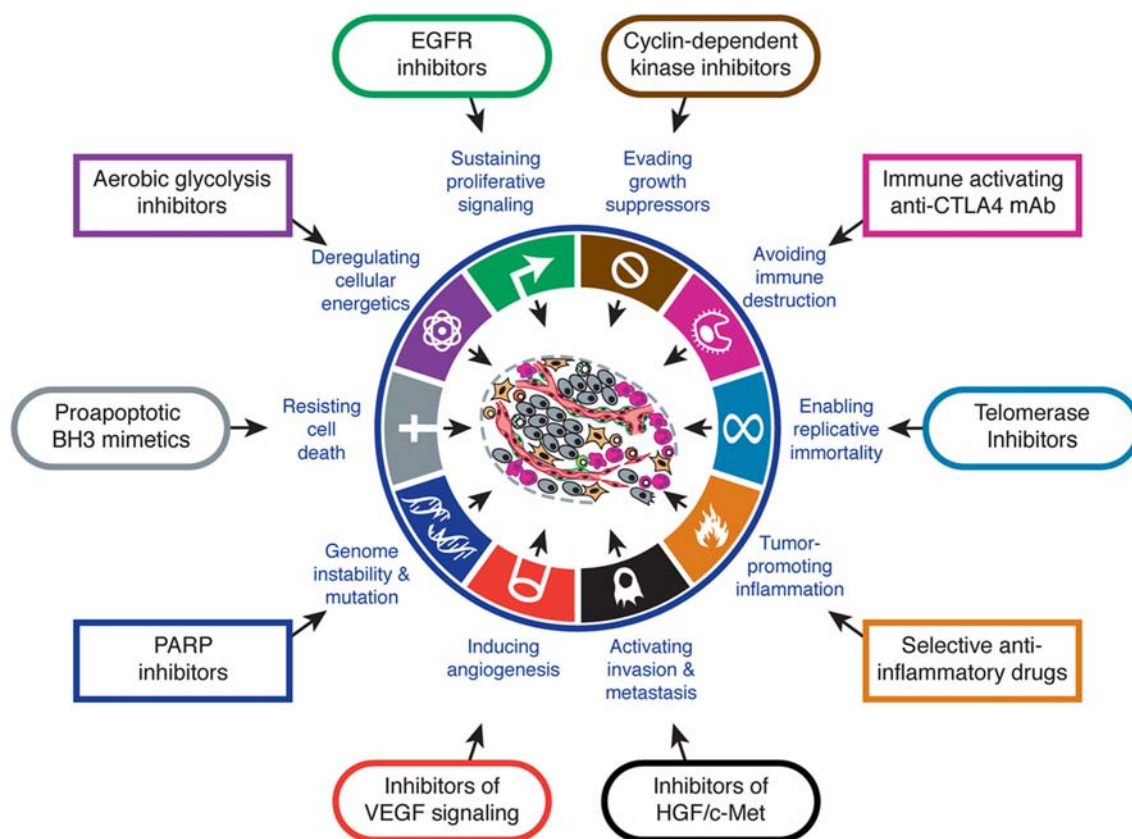 EGFR
inhibitors
Cyclin-dependent
kinase inhibitors
Sustaining
proliferative
signaling
Evading
growth
suppressors
Aerobic glycolysis
inhibitors
Immune activating
anti-CTLA4 mAb
Deregulating
cellular
energetics
Avoiding
immune
destruction
Proapoptotic
BH3 mimetics
Resisting
cell
death
Enabling
replicative
immortality
Telomerase
Inhibitors
Genome
instability &
mutation
Tumor-
promoting
inflammation
PARP
inhibitors
Inducing
angiogenesis
Activating
invasion &
metastasis
Selective anti-
inflammatory drugs
Inhibitors of
VEGF signaling
Inhibitors of
HGF/c-Met